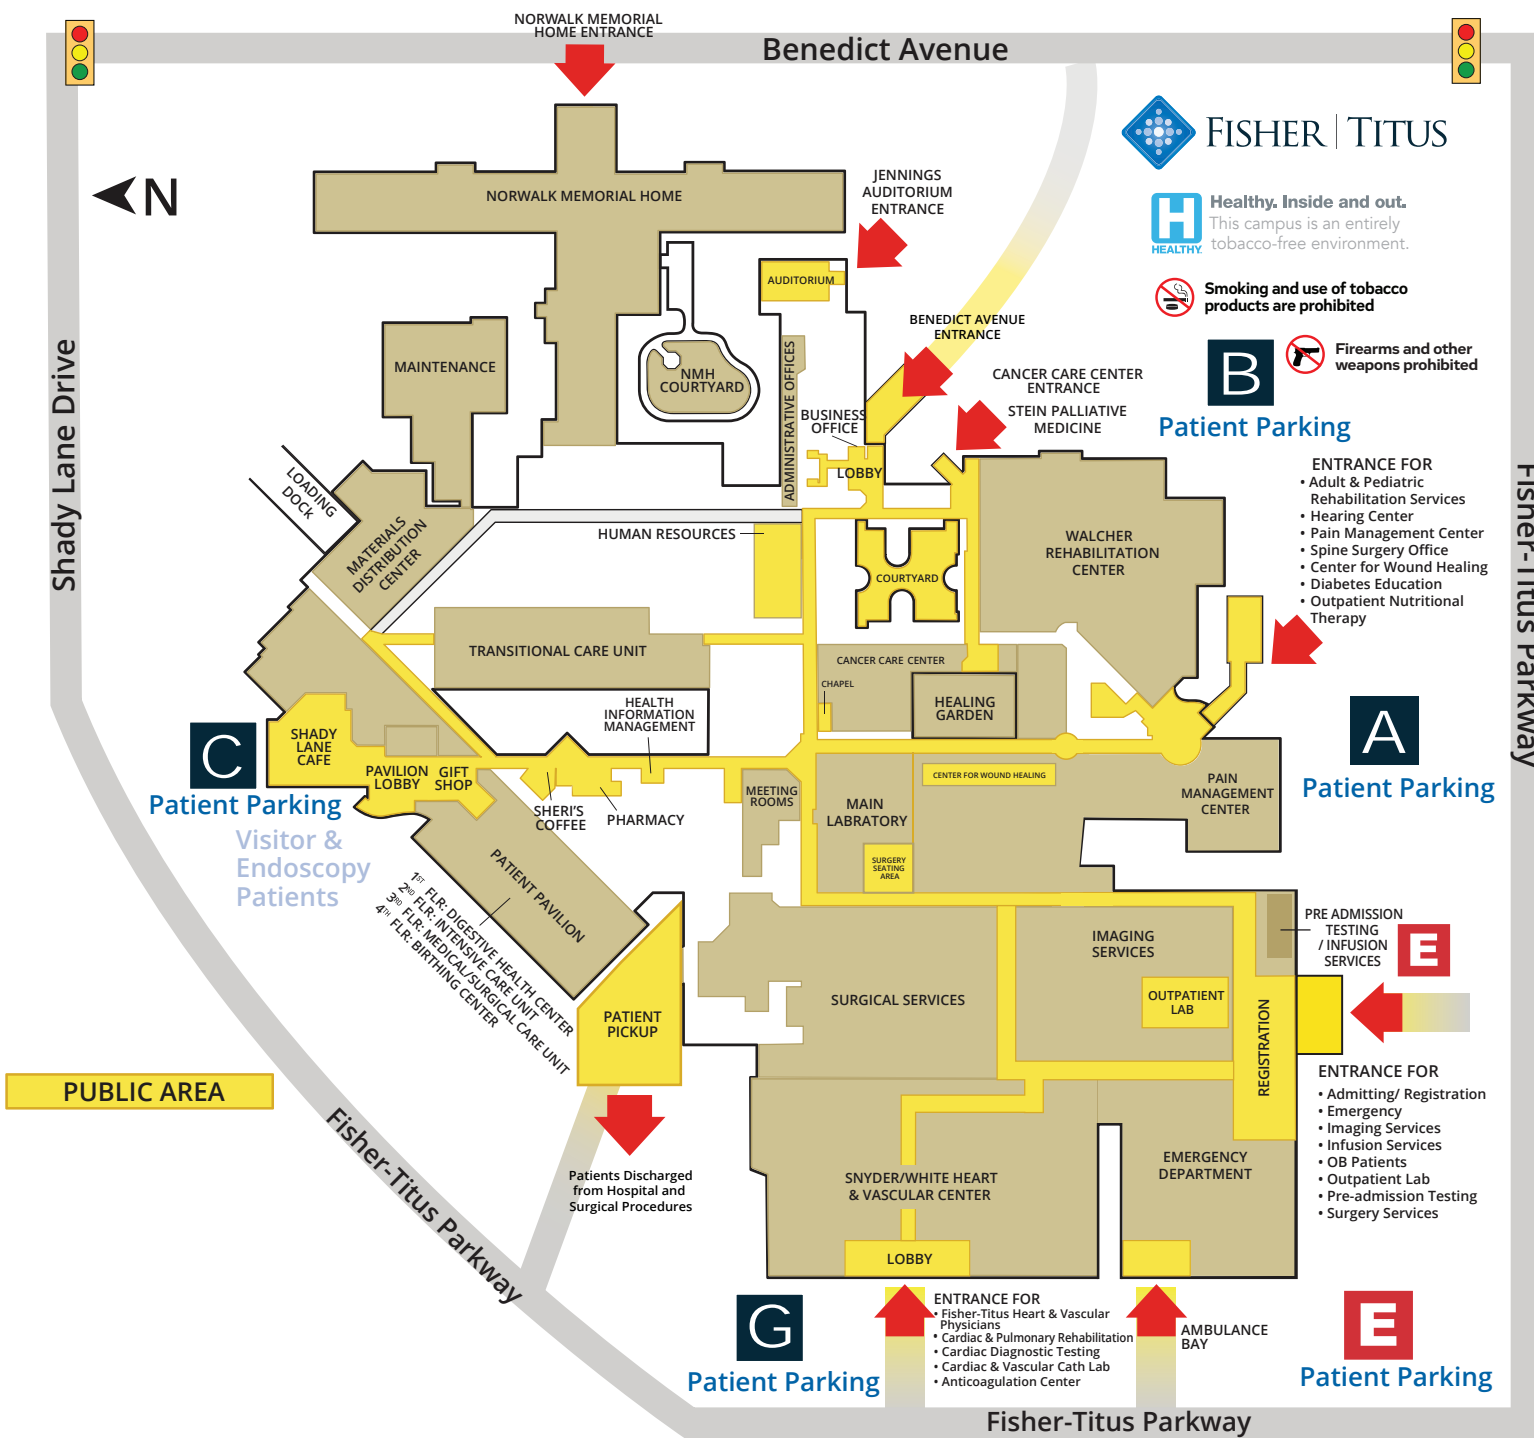 NORWALK MEMORIAL
HOME ENTRANCE
Benedict Avenue
FISHER | TITUS
N
NORWALK MEMORIAL HOME
JENNINGS
AUDITORIUM
ENTRANCE
H
HEALTHY
Healthy. Inside and out.
This campus is an entirely
tobacco-free environment.
AUDITORIUM
Smoking and use of tobacco
products are prohibited
BENEDICT AVENUE
ENTRANCE
Firearms and other
weapons prohibited
B
Patient Parking
MAINTENANCE
NMH
COURTYARD
ADMINISTRATIVE OFFICES
BUSINESS
OFFICE
LOBBY
CANCER CARE CENTER
ENTRANCE
STEIN PALLIATIVE
MEDICINE
Shady Lane Drive
Fisher-Titus Parkway
ENTRANCE FOR
• Adult & Pediatric
Rehabilitation Services
• Hearing Center
• Pain Management Center
• Spine Surgery Office
• Center for Wound Healing
• Diabetes Education
• Outpatient Nutritional
Therapy
LOADING
DOCK
MATERIALS
DISTRIBUTION
CENTER
HUMAN RESOURCES
COURTYARD
WALCHER
REHABILITATION
CENTER
TRANSITIONAL CARE UNIT
CANCER CARE CENTER
CHAPEL
HEALING
GARDEN
HEALTH
INFORMATION
MANAGEMENT
A
Patient Parking
C
Patient Parking
Visitor &
Endoscopy
Patients
SHADY
LANE
CAFE
PAVILION
LOBBY
GIFT
SHOP
SHERI'S
COFFEE
PHARMACY
MEETING
ROOMS
MAIN
LABRATORY
CENTER FOR WOUND HEALING
PAIN
MANAGEMENT
CENTER
SURGERY
SEATING
AREA
PATIENT PAVILION
1ST FLR: DIGESTIVE HEALTH CENTER
2ND FLR: INTENSIVE CARE UNIT
3RD FLR: MEDICAL/SURGICAL CARE UNIT
4TH FLR: BIRTHING CENTER
PATIENT
PICKUP
SURGICAL SERVICES
IMAGING
SERVICES
OUTPATIENT
LAB
REGISTRATION
PRE ADMISSION
TESTING
/ INFUSION
SERVICES
E
PUBLIC AREA
ENTRANCE FOR
• Admitting/ Registration
• Emergency
• Imaging Services
• Infusion Services
• OB Patients
• Outpatient Lab
• Pre-admission Testing
• Surgery Services
Fisher-Titus Parkway
Patients Discharged
from Hospital and
Surgical Procedures
SNYDER/WHITE HEART
& VASCULAR CENTER
LOBBY
EMERGENCY
DEPARTMENT
G
Patient Parking
ENTRANCE FOR
• Fisher-Titus Heart & Vascular
Physicians
• Cardiac & Pulmonary Rehabilitation
• Cardiac Diagnostic Testing
• Cardiac & Vascular Cath Lab
• Anticoagulation Center
AMBULANCE
BAY
E
Patient Parking
Fisher-Titus Parkway